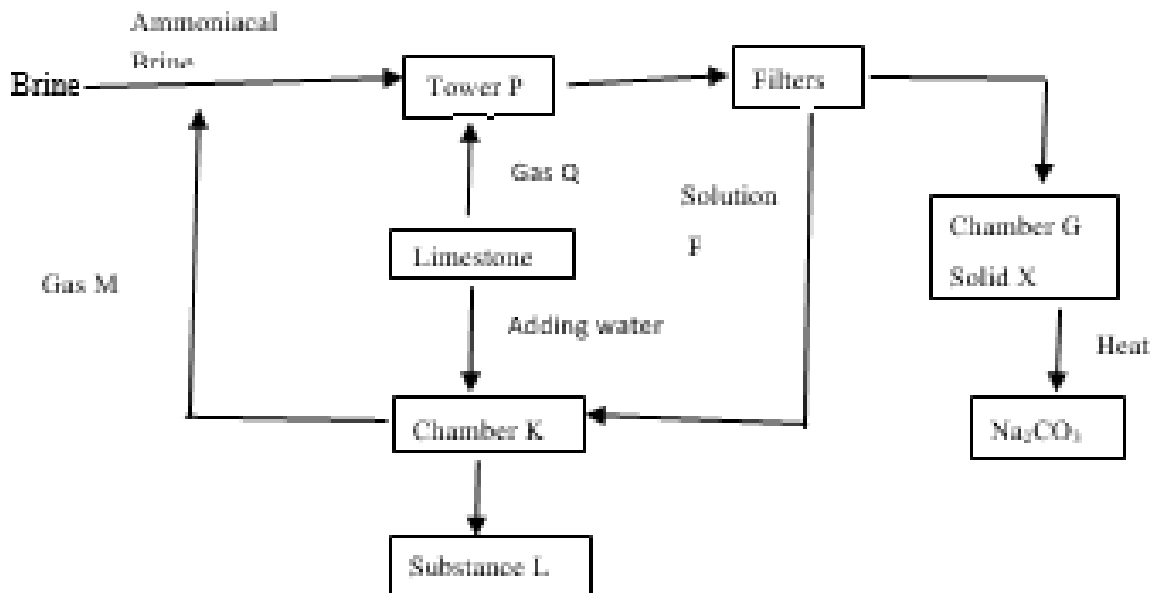 Ammoniacal
Brine
Brine
Tower P
Filters
Gas Q
Solution
F
Limestone
Chamber G
Solid X
Gas M
Adding water
Heat
Chamber K
Na₂CO₃
Substance L